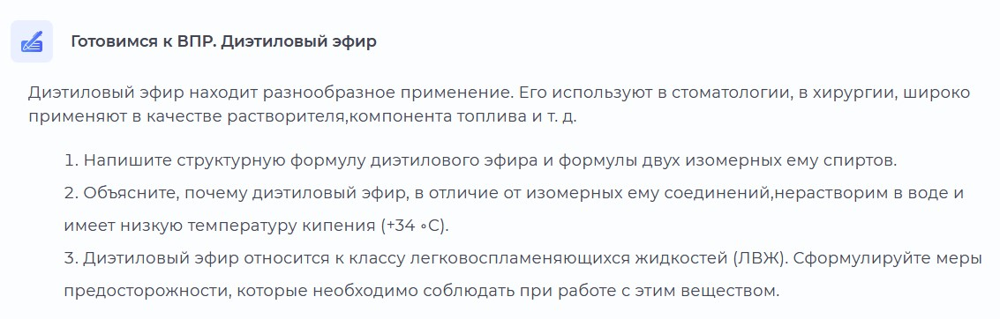 Готовимся к ВПР. Диэтиловый эфир
Диэтиловый эфир находит разнообразное применение. Его используют в стоматологии, в хирургии, широко
применяют в качестве растворителя,компонента топлива и т. д.
1. Напишите структурную формулу диэтилового эфира и формулы двух изомерных ему спиртов.
2. Объясните, почему диэтиловый эфир, в отличие от изомерных ему соединений,нерастворим в воде и
имеет низкую температуру кипения (+34 ∘C).
3. Диэтиловый эфир относится к классу легковоспламеняющихся жидкостей (ЛВЖ). Сформулируйте меры
предосторожности, которые необходимо соблюдать при работе с этим веществом.